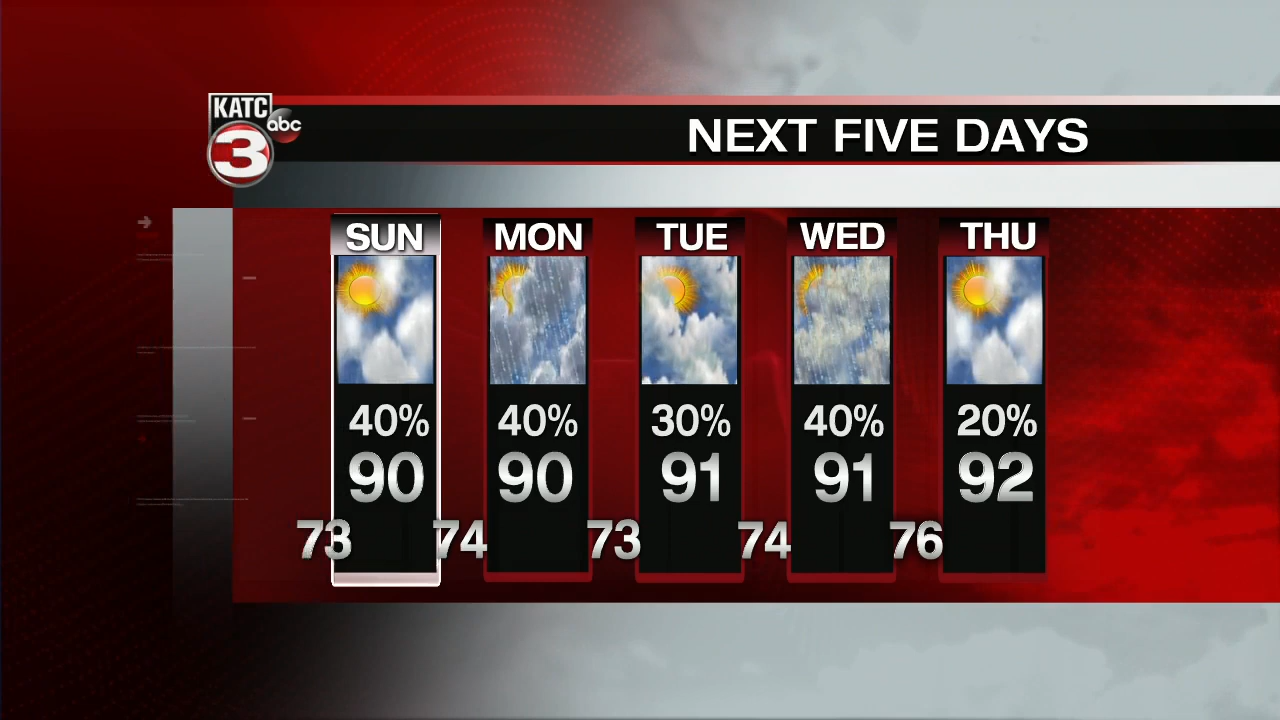 KATC
abc
3
NEXT FIVE DAYS
SUN MON TUE WED THU
40% 40% 30% 40% 20%
90 90 91 91 92
73 74 73 74 76